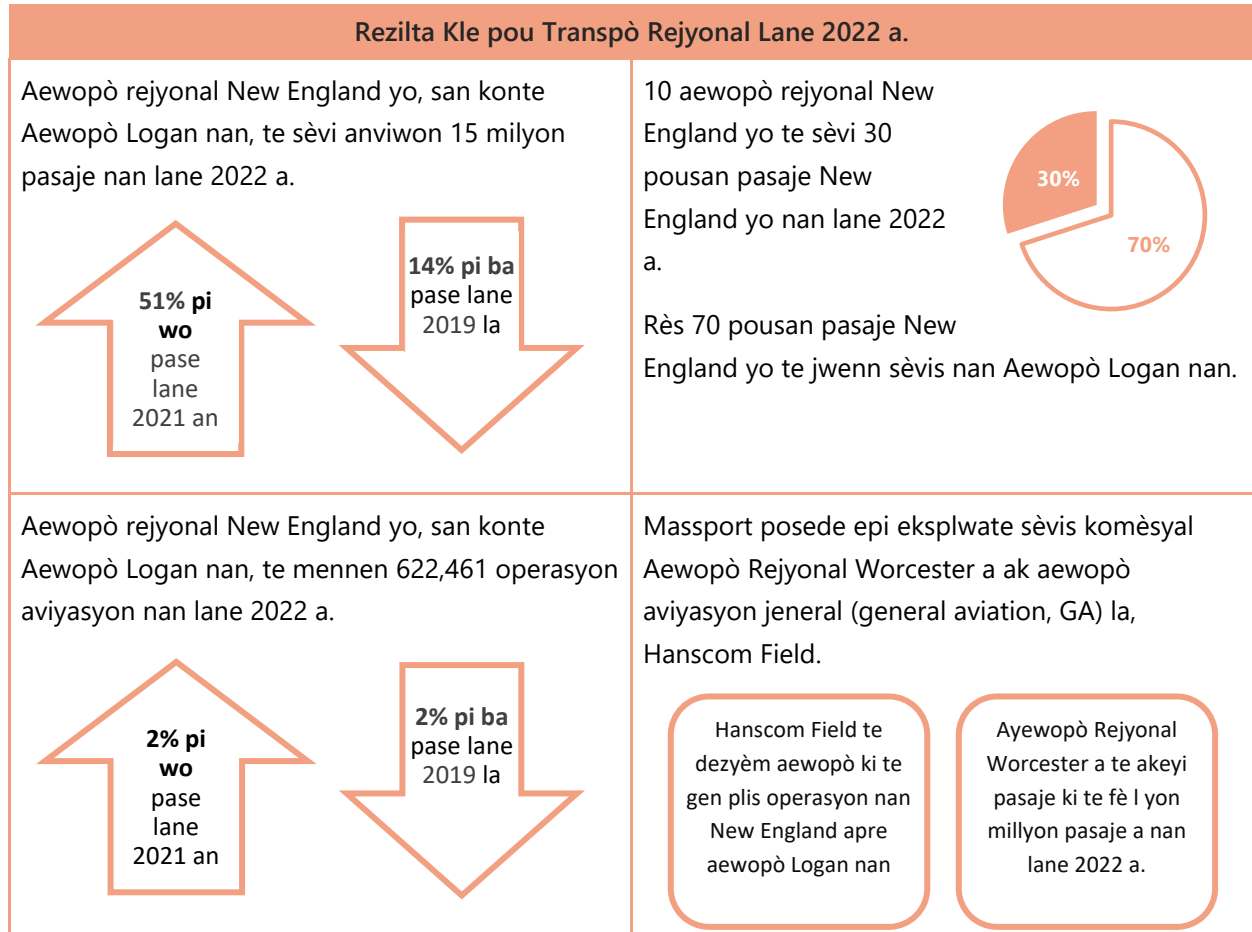 Rezilta Kle pou Transpò Rejyonal Lane 2022 a.
Aewopò rejyonal New England yo, san konte
Aewopò Logan nan, te sèvi anviwon 15 milyon
pasaje nan lane 2022 a.
51% pi
wo
pase
lane
2021 an
14% pi ba
pase lane
2019 la
10 aewopò rejyonal New
England yo te sèvi 30
pousan pasaje New
England yo nan lane 2022
a.
30%
70%
Rès 70 pousan pasaje New
England yo te jwenn sèvis nan Aewopò Logan nan.
Aewopò rejyonal New England yo, san konte
Aewopò Logan nan, te mennen 622,461 operasyon
aviyasyon nan lane 2022 a.
2% pi
wo
pase
lane
2021 an
2% pi ba
pase lane
2019 la
Massport posede epi eksplwate sèvis komèsyal
Aewopò Rejyonal Worcester a ak aewopò
aviyasyon jeneral (general aviation, GA) la,
Hanscom Field.
Hanscom Field te
dezyèm aewopò ki te
gen plis operasyon nan
New England apre
aewopò Logan nan
Ayewopò Rejyonal
Worcester a te akeyi
pasaje ki te fè l yon
millyon pasaje a nan
lane 2022 a.